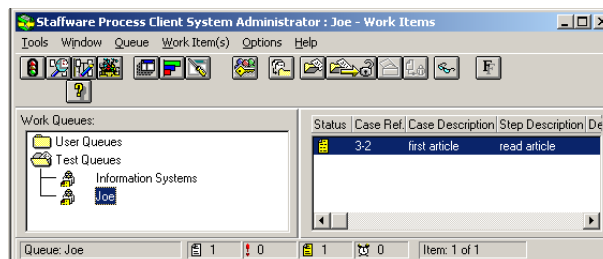 Staffware Process Client System Administrator : Joe - Work Items
Tools Window Queue Work Item(s) Options Help
Work Queues:
User Queues
Test Queues
Information Systems
Joe
Status Case Ref. Case Description Step Description De
3-2 first article read article
Queue: Joe 1 0 1 0 Item: 1 of 1